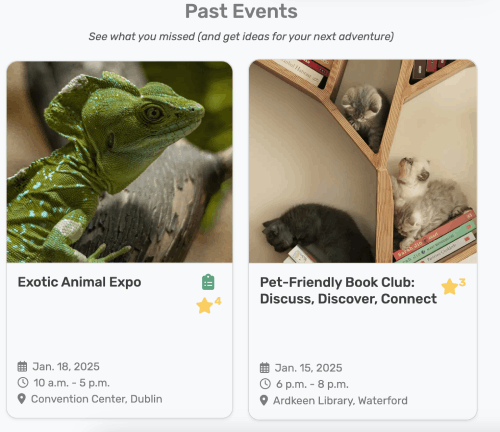 Past Events
See what you missed (and get ideas for your next adventure)
Exotic Animal Expo
4
Jan. 18, 2025
10 a.m. - 5 p.m.
Convention Center, Dublin
Pet-Friendly Book Club:
Discuss, Discover, Connect
3
Jan. 15, 2025
6 p.m. - 8 p.m.
Ardkeen Library, Waterford